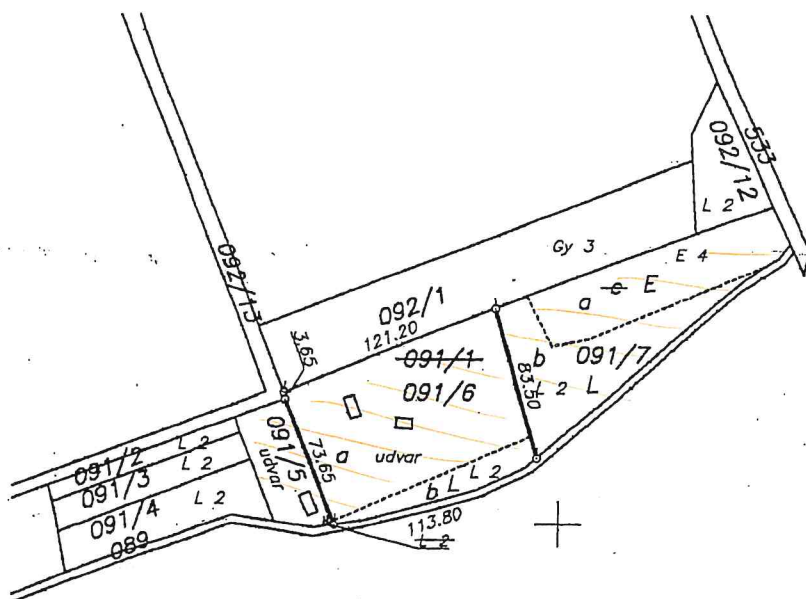 533
092/12
L 2
092/13
Gy 3
E 4
c E
a
092/1
121.20
3.65
091/1
091/6
b 091/7
83.50
L 2 L
091/5
udvar
73.65
a udvar
b L L 2
113.80
L 2
091/2 L 2
091/3 L 2
091/4 L 2
089